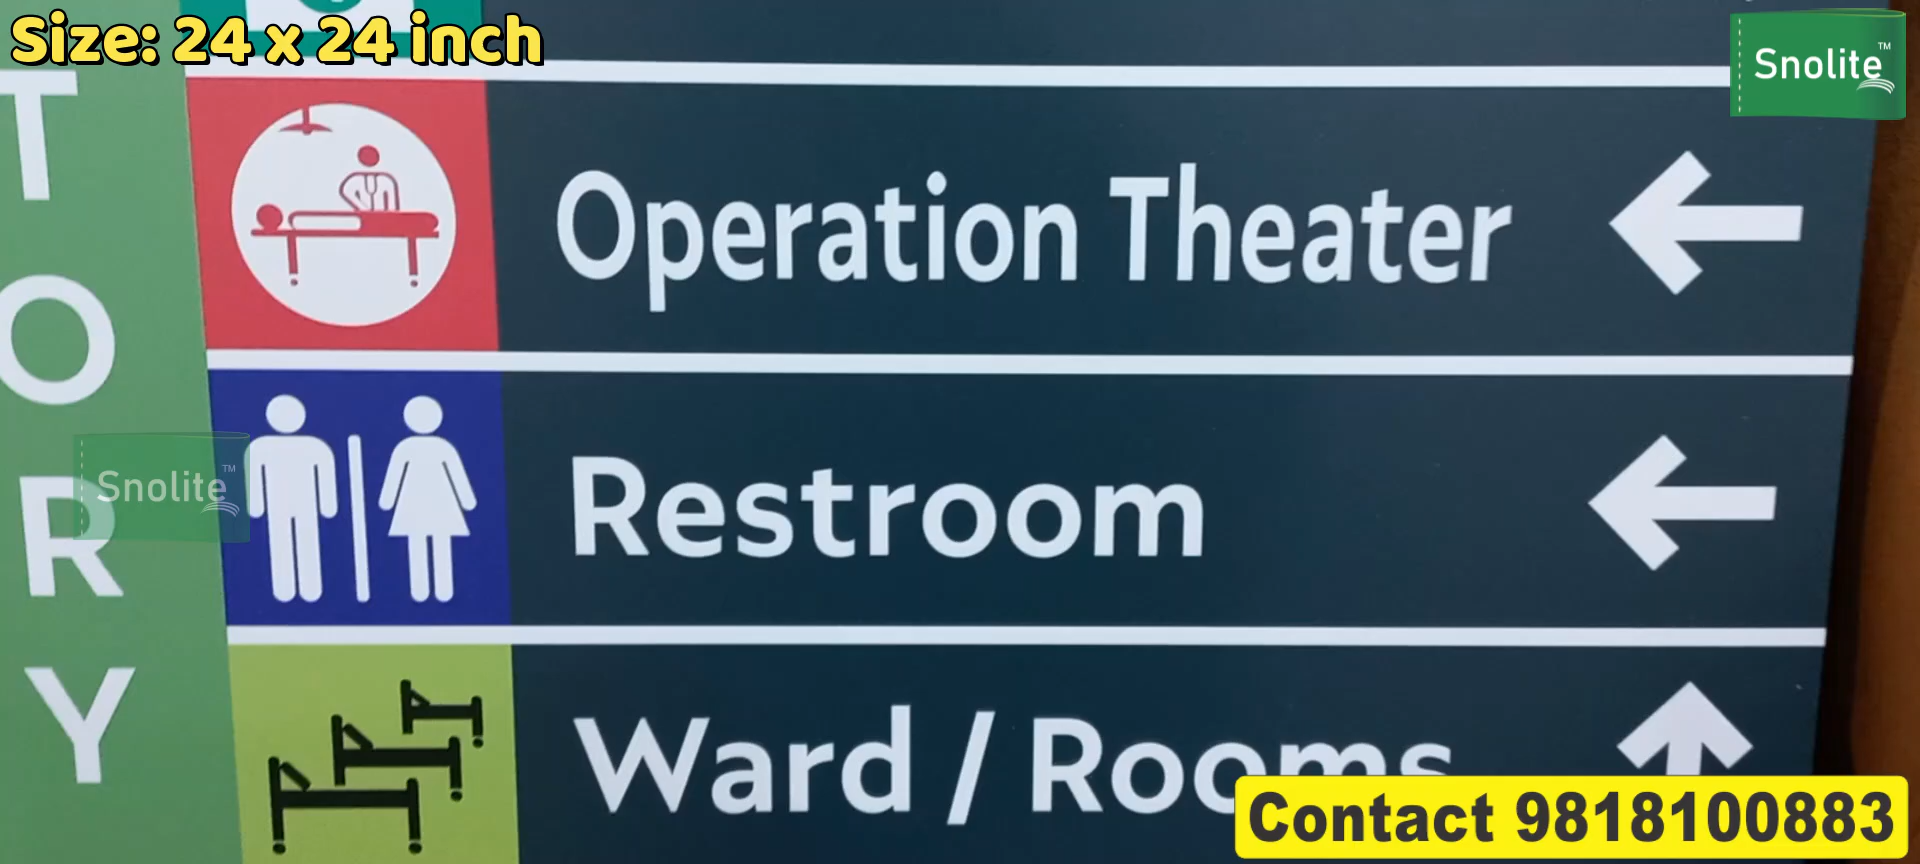 Size: 24 x 24 inch
Snolite™
T
O
R
Y
Operation Theater
Restroom
Snolite™
Ward / Rooms
Contact 9818100883